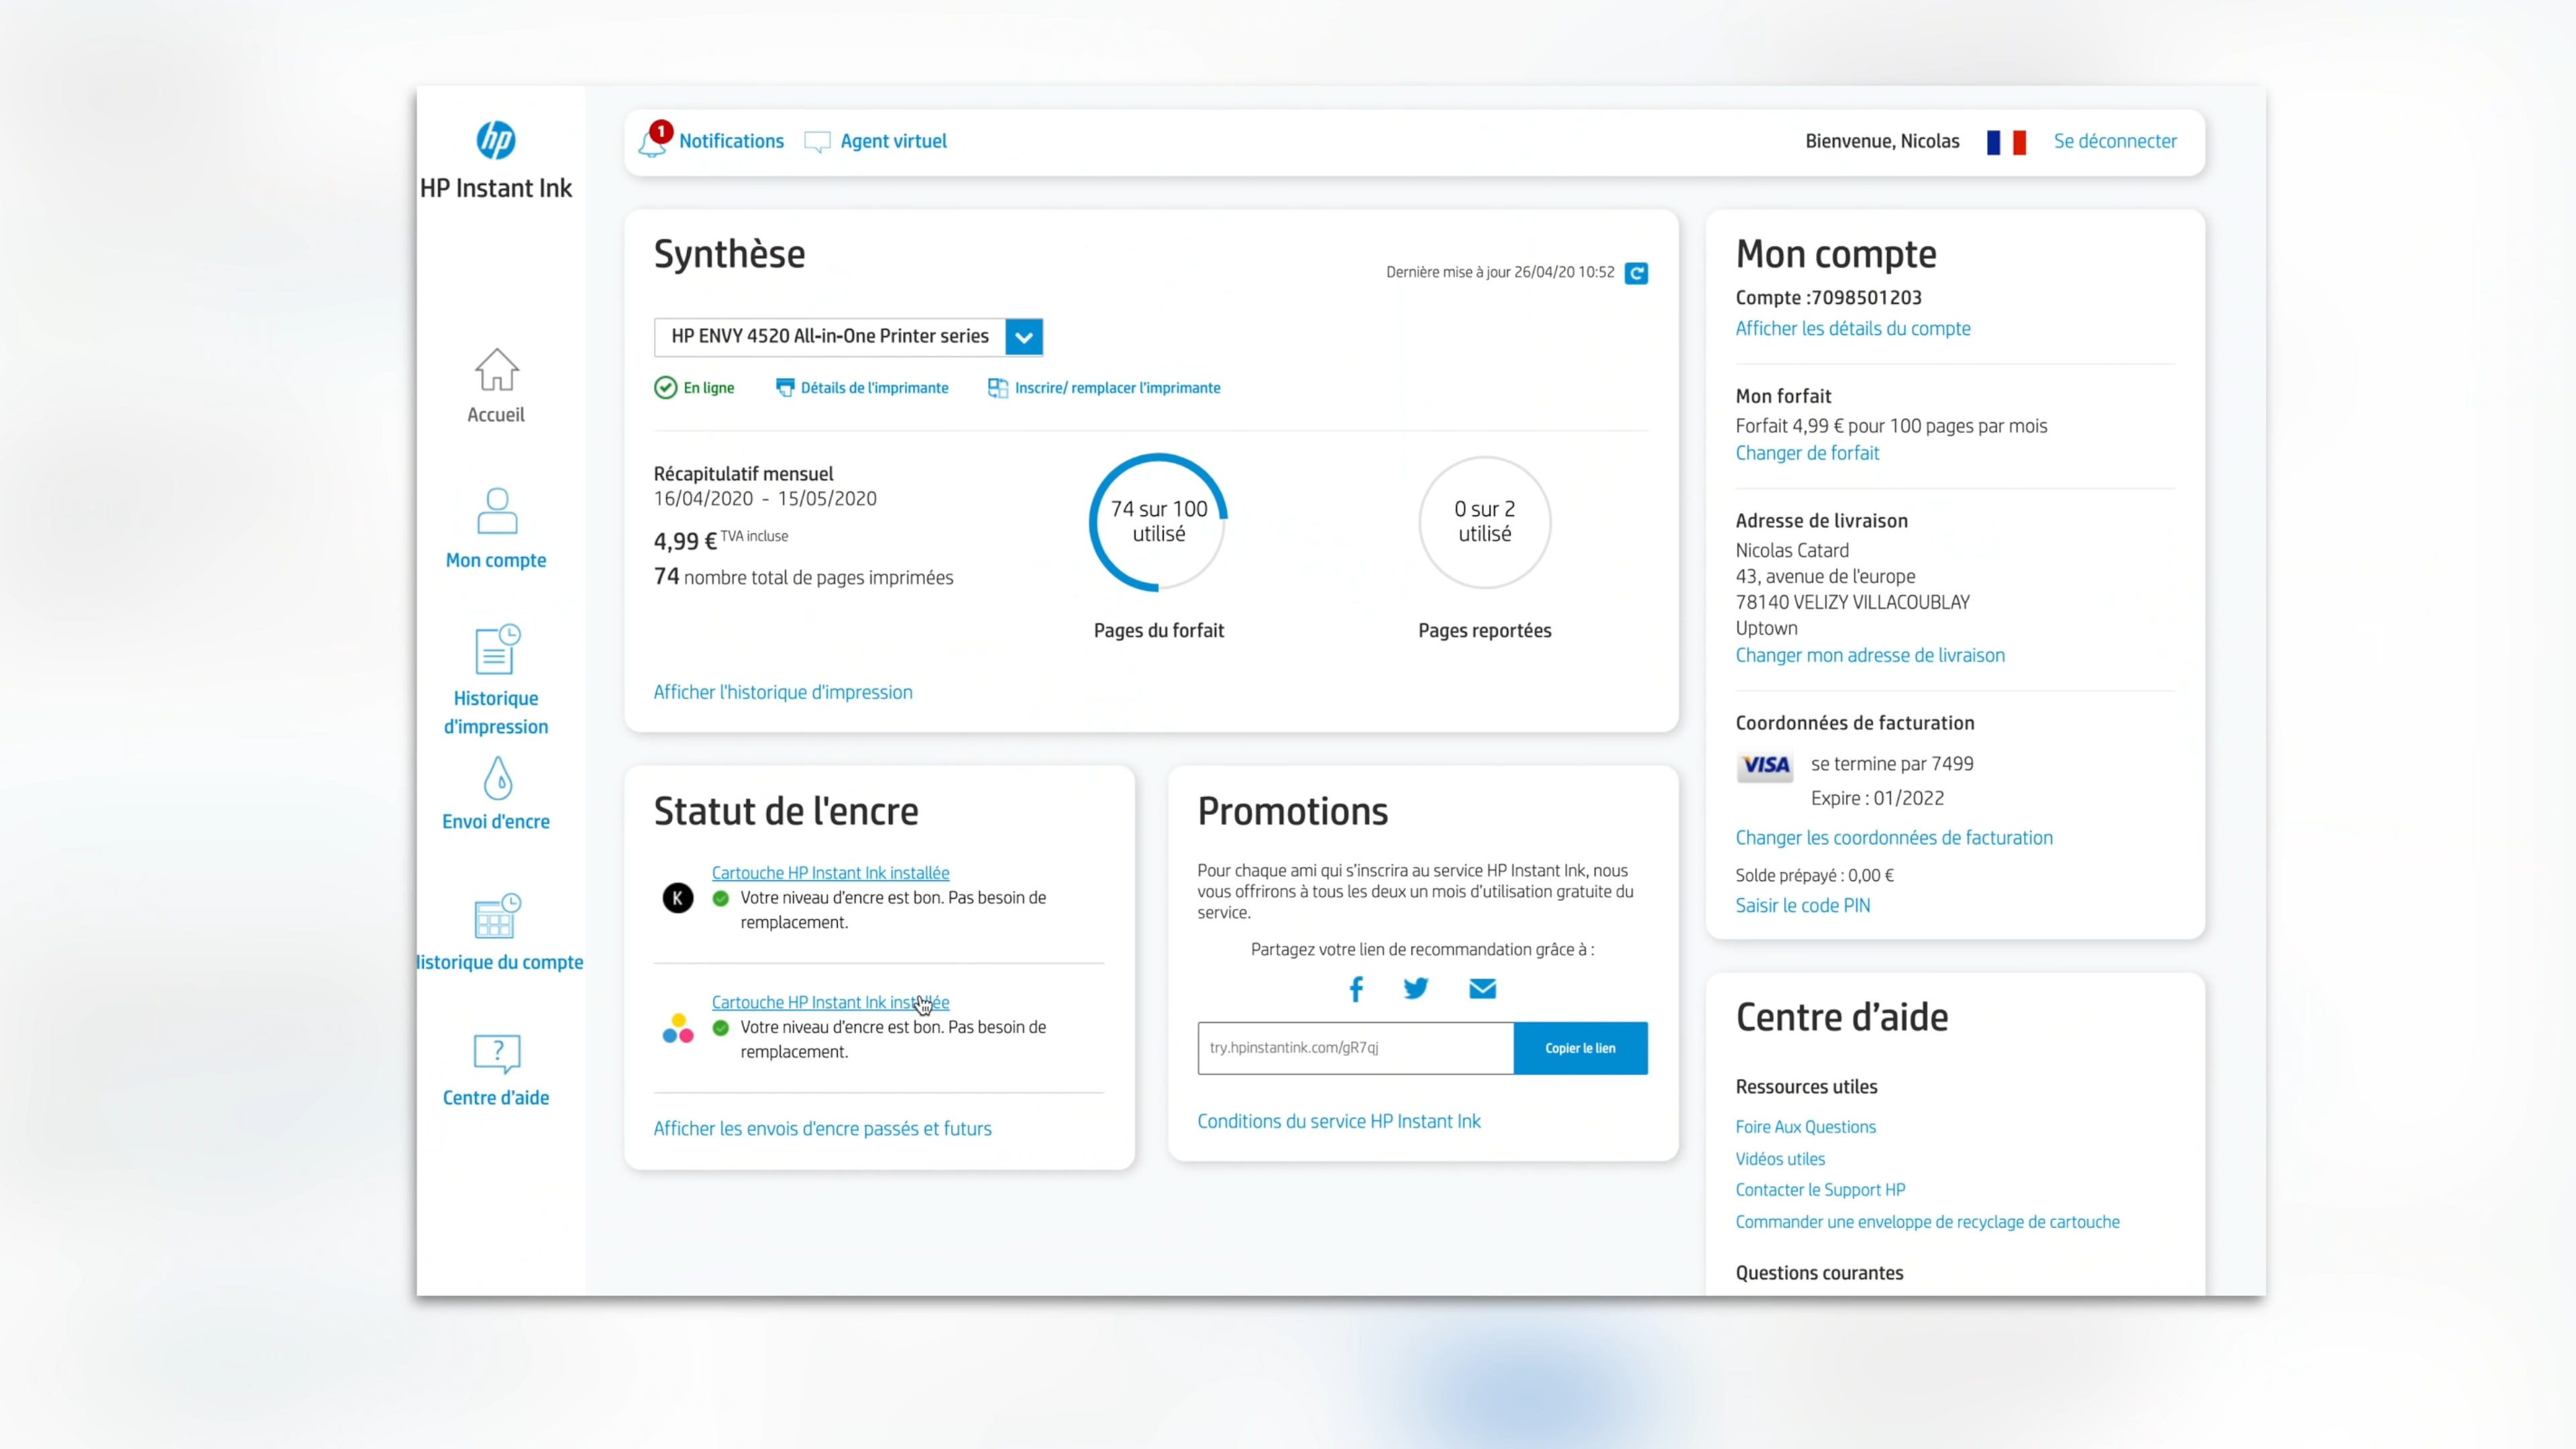 hp
HP Instant Ink
Accueil
Mon compte
Historique
d'impression
Envoi d'encre
listorique du compte
?
Centre d'aide
1
Notifications
Agent virtuel
Bienvenue, Nicolas
Se déconnecter
Synthèse
Dernière mise à jour 26/04/20 10:52
HP ENVY 4520 All-in-One Printer series
En ligne
Détails de l'imprimante
Inscrire/ remplacer l'imprimante
Récapitulatif mensuel
16/04/2020 - 15/05/2020
4,99 € TVA incluse
74 nombre total de pages imprimées
74 sur 100
utilisé
Pages du forfait
0 sur 2
utilisé
Pages reportées
Afficher l'historique d'impression
Statut de l'encre
Cartouche HP Instant Ink installée
K
Votre niveau d'encre est bon. Pas besoin de
remplacement.
Cartouche HP Instant Ink installée
Votre niveau d'encre est bon. Pas besoin de
remplacement.
Afficher les envois d'encre passés et futurs
Promotions
Pour chaque ami qui s'inscrira au service HP Instant Ink, nous
vous offrirons à tous les deux un mois d'utilisation gratuite du
service.
Partagez votre lien de recommandation grâce à :
try.hpinstantink.com/gR7qj
Copier le lien
Conditions du service HP Instant Ink
Mon compte
Compte :7098501203
Afficher les détails du compte
Mon forfait
Forfait 4,99 € pour 100 pages par mois
Changer de forfait
Adresse de livraison
Nicolas Catard
43, avenue de l'europe
78140 VELIZY VILLACOUBLAY
Uptown
Changer mon adresse de livraison
Coordonnées de facturation
VISA
se termine par 7499
Expire : 01/2022
Changer les coordonnées de facturation
Solde prépayé : 0,00 €
Saisir le code PIN
Centre d'aide
Ressources utiles
Foire Aux Questions
Vidéos utiles
Contacter le Support HP
Commander une enveloppe de recyclage de cartouche
Questions courantes